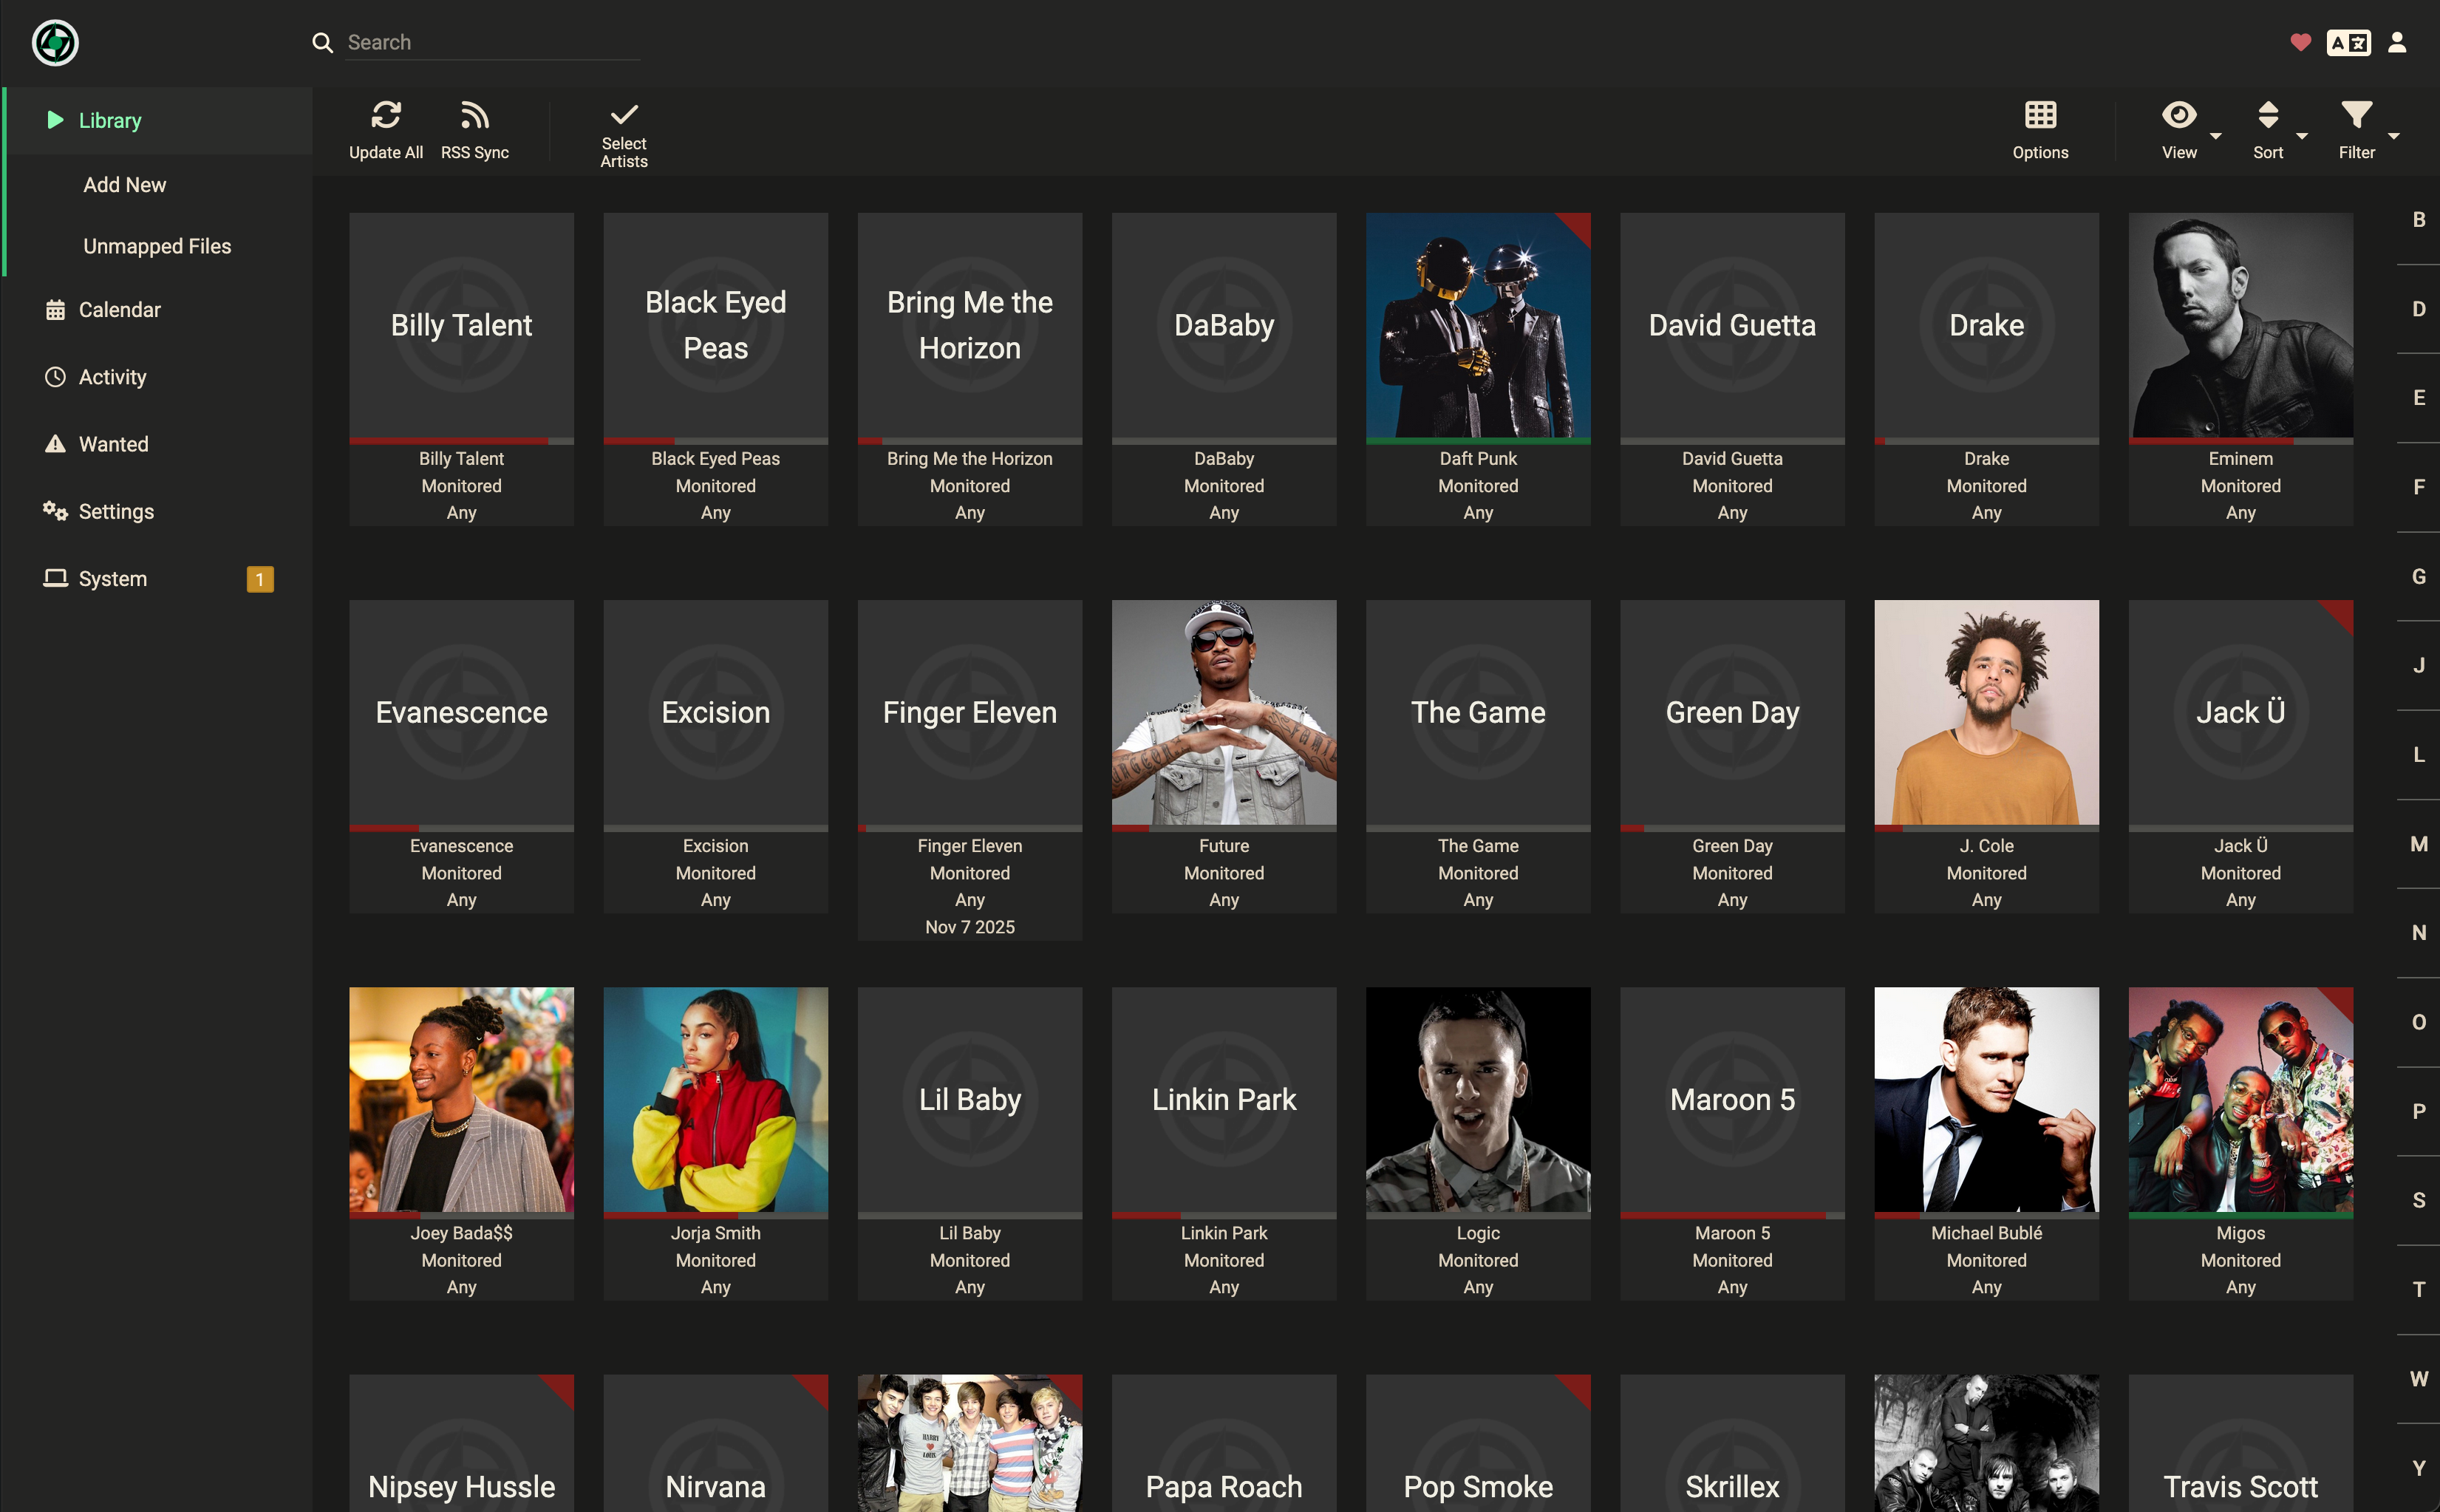 Search
Library
Add New
Unmapped Files
Calendar
Activity
Wanted
Settings
System
1
Update All
RSS Sync
Select
Artists
Options
View
Sort
Filter
Billy Talent
Black Eyed
Peas
Bring Me the
Horizon
DaBaby
David Guetta
Drake
Billy Talent
Monitored
Any
Black Eyed Peas
Monitored
Any
Bring Me the Horizon
Monitored
Any
DaBaby
Monitored
Any
Daft Punk
Monitored
Any
David Guetta
Monitored
Any
Drake
Monitored
Any
Eminem
Monitored
Any
Evanescence
Excision
Finger Eleven
The Game
Green Day
Jack Ü
Evanescence
Monitored
Any
Excision
Monitored
Any
Finger Eleven
Monitored
Any
Nov 7 2025
Future
Monitored
Any
The Game
Monitored
Any
Green Day
Monitored
Any
J. Cole
Monitored
Any
Jack Ü
Monitored
Any
Lil Baby
Linkin Park
Maroon 5
Joey Bada$$
Monitored
Any
Jorja Smith
Monitored
Any
Lil Baby
Monitored
Any
Linkin Park
Monitored
Any
Logic
Monitored
Any
Maroon 5
Monitored
Any
Michael Bublé
Monitored
Any
Migos
Monitored
Any
Nipsey Hussle
Nirvana
Papa Roach
Pop Smoke
Skrillex
Travis Scott
B
D
E
F
G
J
L
M
N
O
P
S
T
W
Y